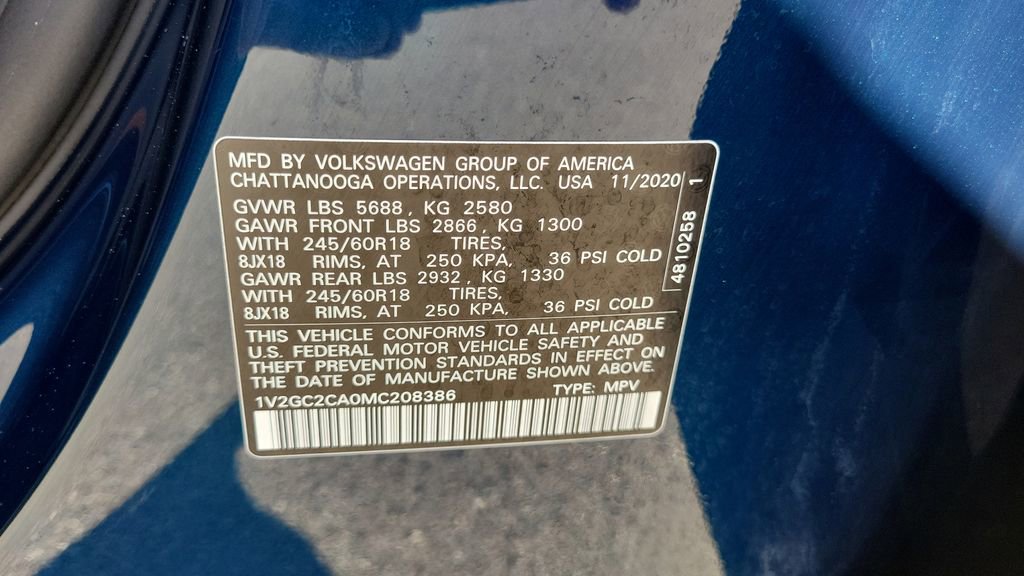 MFD BY VOLKSWAGEN GROUP OF AMERICA
CHATTANOOGA OPERATIONS, LLC. USA 11/2020
GVWR LBS 5688, KG 2580
GAWR FRONT LBS 2866, KG 1300
WITH 245/60R18 TIRES,
8JX18 RIMS, AT 250 KPA, 36 PSI COLD
GAWR REAR LBS 2932, KG 1330
WITH 245/60R18 TIRES,
8JX18 RIMS, AT 250 KPA, 36 PSI COLD
THIS VEHICLE CONFORMS TO ALL APPLICABLE
U.S. FEDERAL MOTOR VEHICLE SAFETY AND
THEFT PREVENTION STANDARDS IN EFFECT ON
THE DATE OF MANUFACTURE SHOWN ABOVE.
1V2GC2CA0MC208386 TYPE: MPV
4810258 1